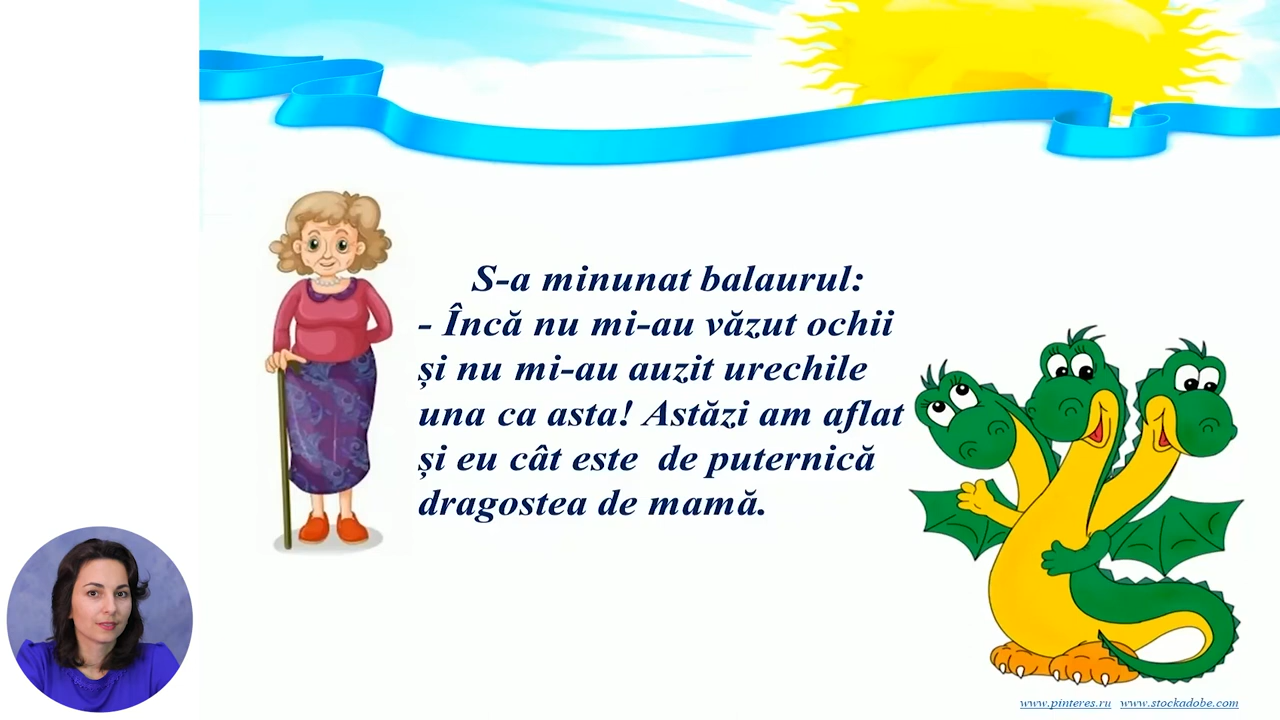 S-a minunat balaurul:
- Încă nu mi-au văzut ochii
și nu mi-au auzit urechile
una ca asta! Astăzi am aflat
și eu cât este de puternică
dragostea de mamă.
www.pinteres.ru www.stockadobe.com